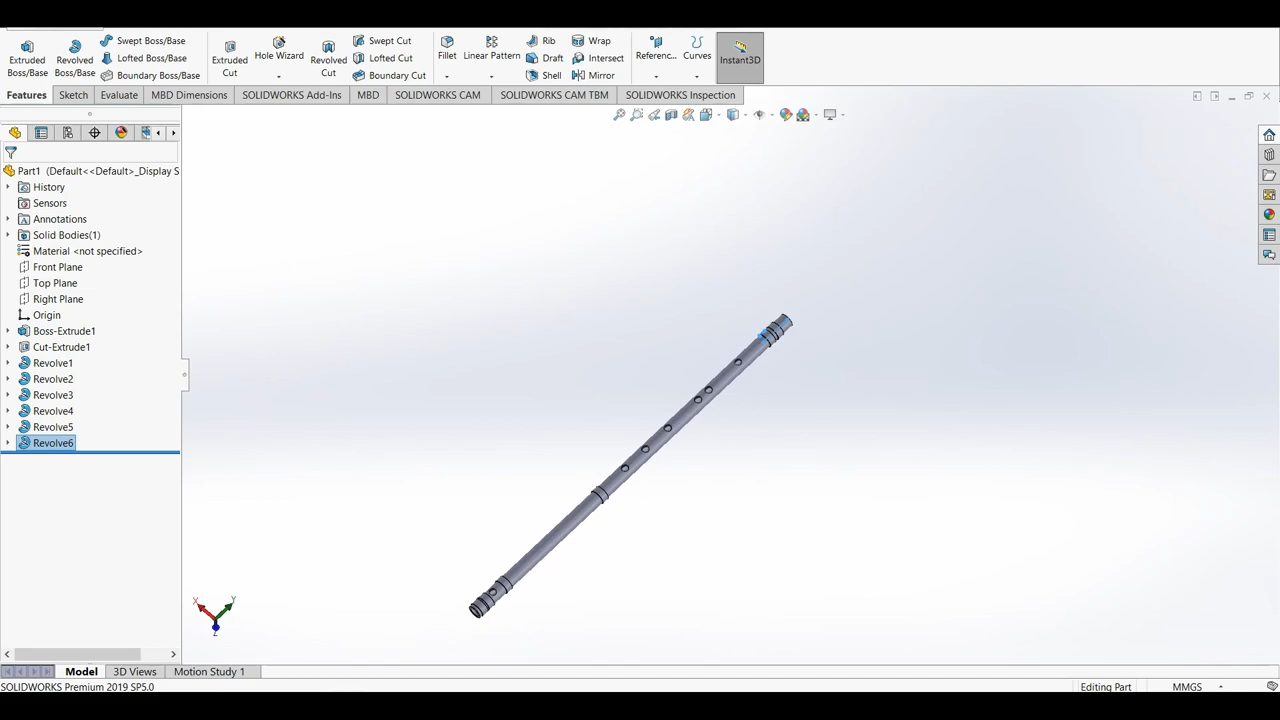 Extruded Boss/Base
Revolved Boss/Base
Swept Boss/Base
Lofted Boss/Base
Boundary Boss/Base
Extruded Cut
Hole Wizard
Revolved Cut
Swept Cut
Lofted Cut
Boundary Cut
Fillet
Linear Pattern
Rib
Draft
Shell
Wrap
Intersect
Mirror
Referenc...
Curves
Instant3D
Features
Sketch
Evaluate
MBD Dimensions
SOLIDWORKS Add-Ins
MBD
SOLIDWORKS CAM
SOLIDWORKS CAM TBM
SOLIDWORKS Inspection
Part1 (Default<<Default>_Display S
History
Sensors
Annotations
Solid Bodies(1)
Material <not specified>
Front Plane
Top Plane
Right Plane
Origin
Boss-Extrude1
Cut-Extrude1
Revolve1
Revolve2
Revolve3
Revolve4
Revolve5
Revolve6
X
Y
Z
Model
3D Views
Motion Study 1
SOLIDWORKS Premium 2019 SP5.0
Editing Part
MMGS